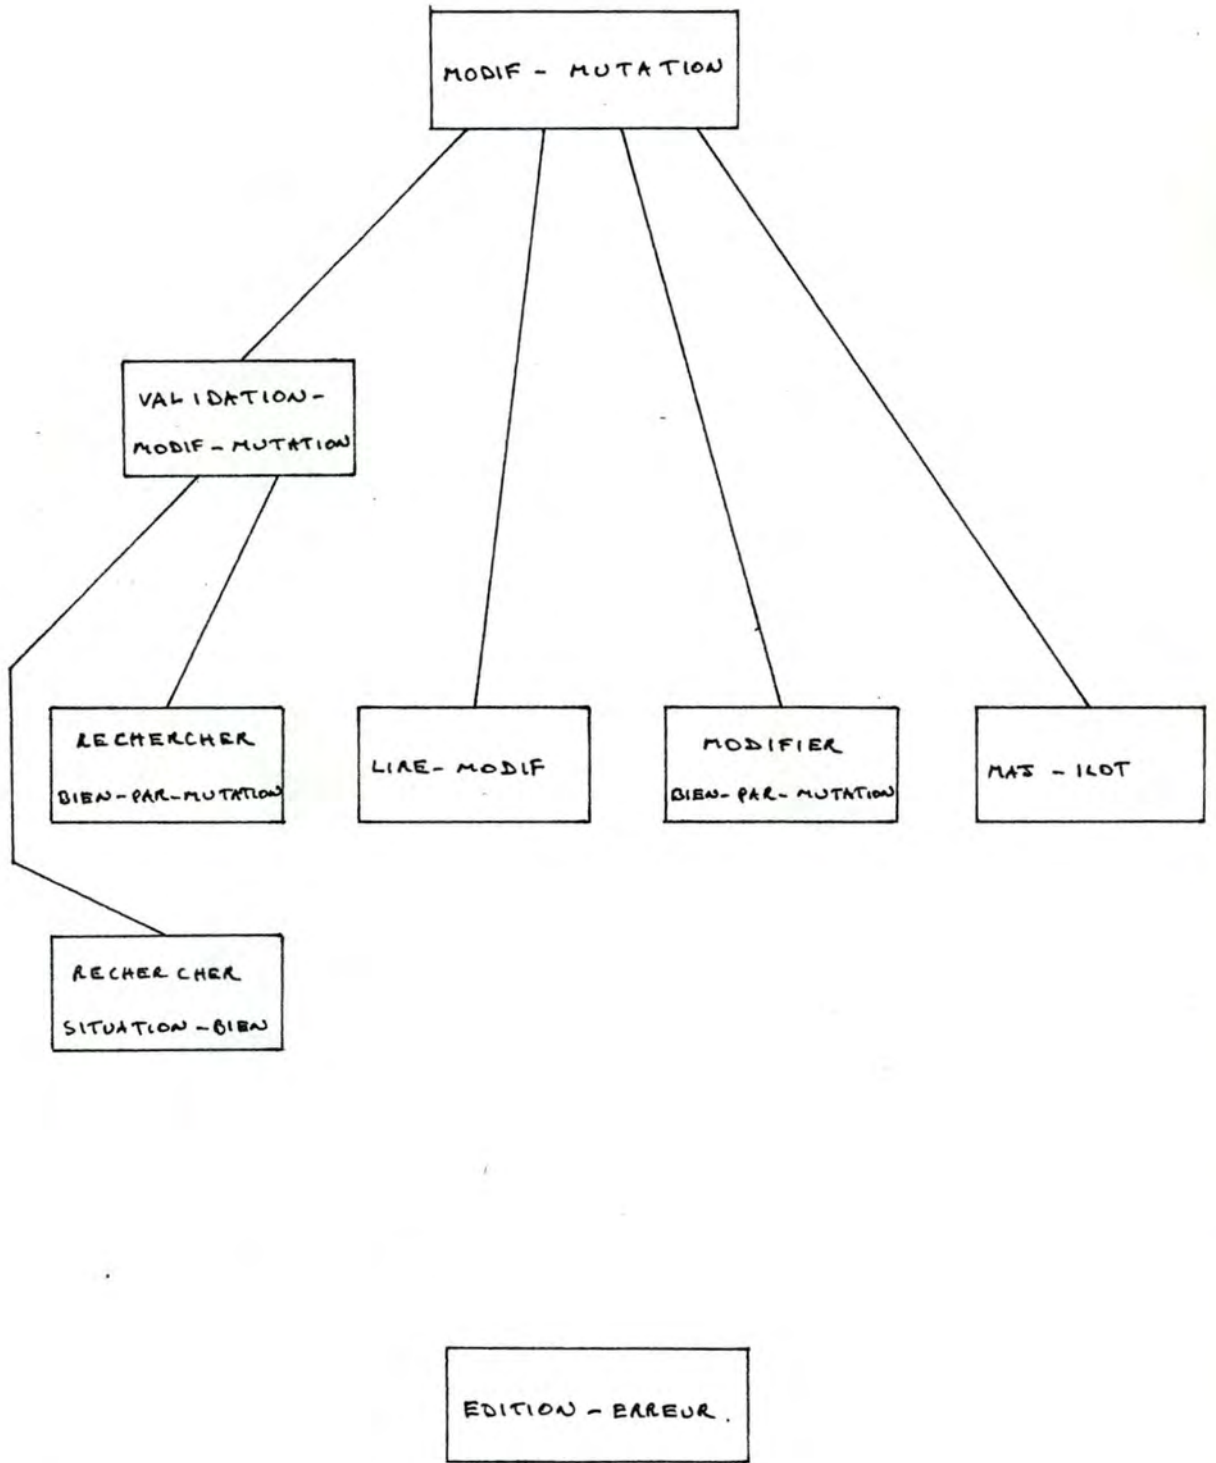 MODIF - MUTATION
VALIDATION-
MODIF-MUTATION
RECHERCHER
BIEN-PAR-MUTATION
LIRE-MODIF
MODIFIER
BIEN-PAR-MUTATION
MAJ - ILOT
RECHERCHER
SITUATION-BIEN
EDITION - ERREUR.